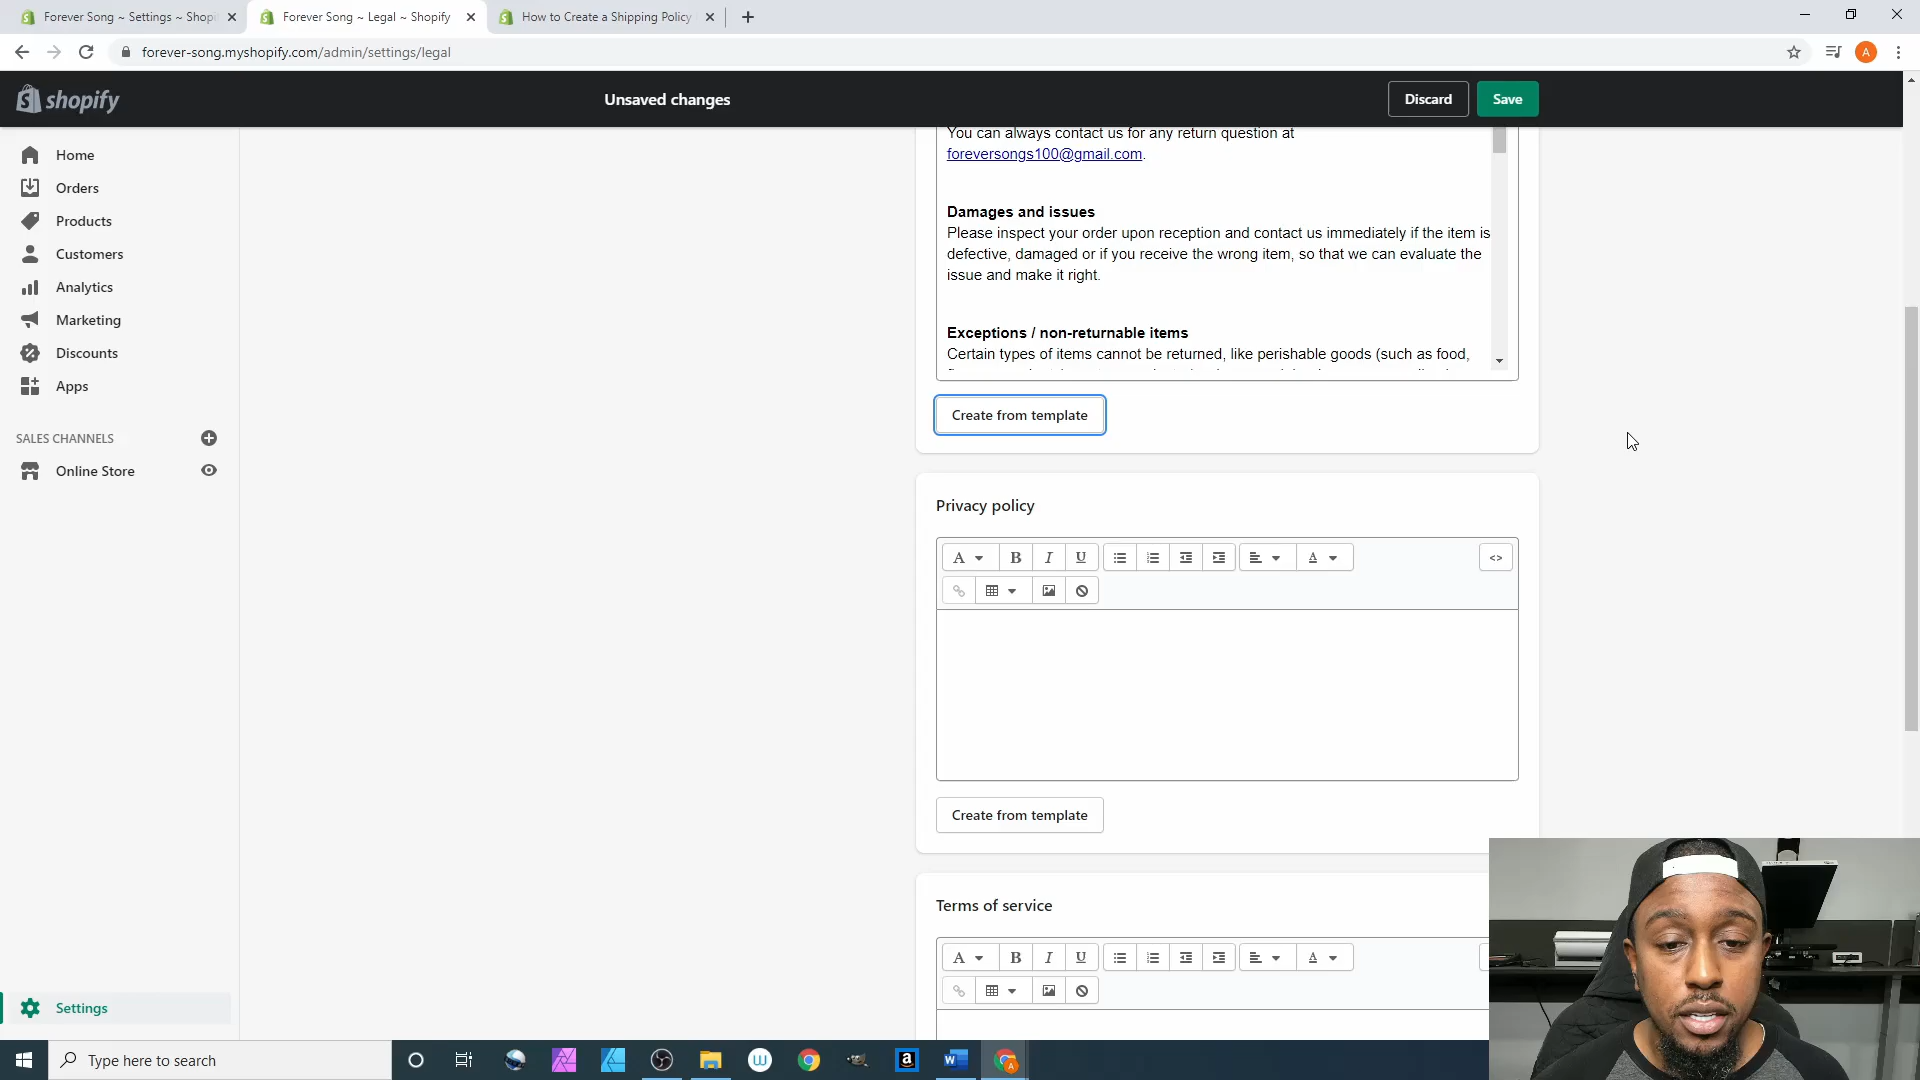 Forever Song ~ Settings ~ Shopi
Forever Song ~ Legal ~ Shopify
How to Create a Shipping Policy
forever-song.myshopify.com/admin/settings/legal
A
shopify
Unsaved changes
Discard
Save
Home
Orders
Products
Customers
Analytics
Marketing
Discounts
Apps
SALES CHANNELS
Online Store
Settings
You can always contact us for any return question at
foreversongs100@gmail.com.
Damages and issues
Please inspect your order upon reception and contact us immediately if the item is
defective, damaged or if you receive the wrong item, so that we can evaluate the
issue and make it right.
Exceptions / non-returnable items
Certain types of items cannot be returned, like perishable goods (such as food,
Create from template
Privacy policy
A B I U A <>
Create from template
Terms of service
A B I U A
Type here to search